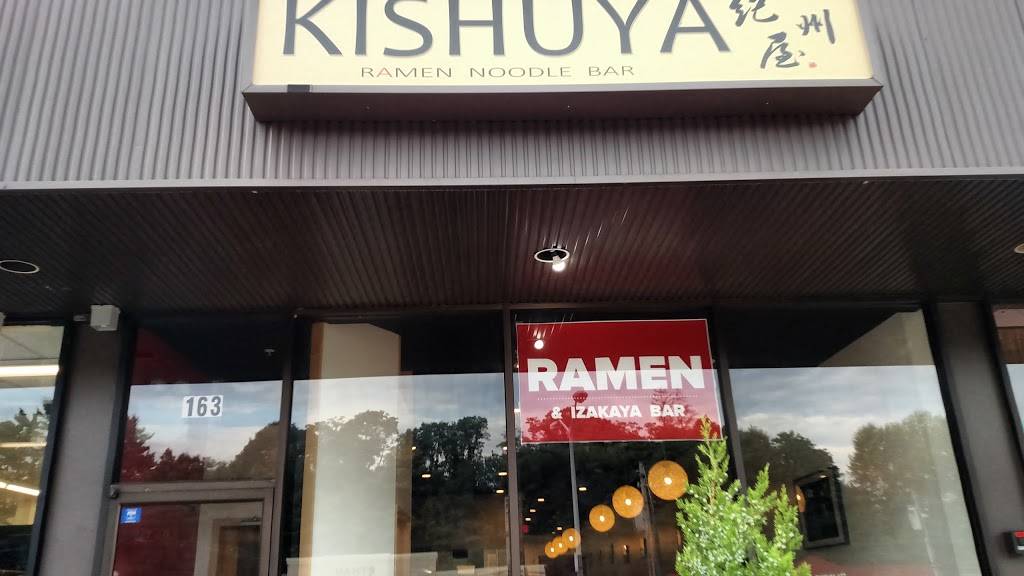 KISHUYA
紀州屋
RAMEN NOODLE BAR
RAMEN
& IZAKAYA BAR
163